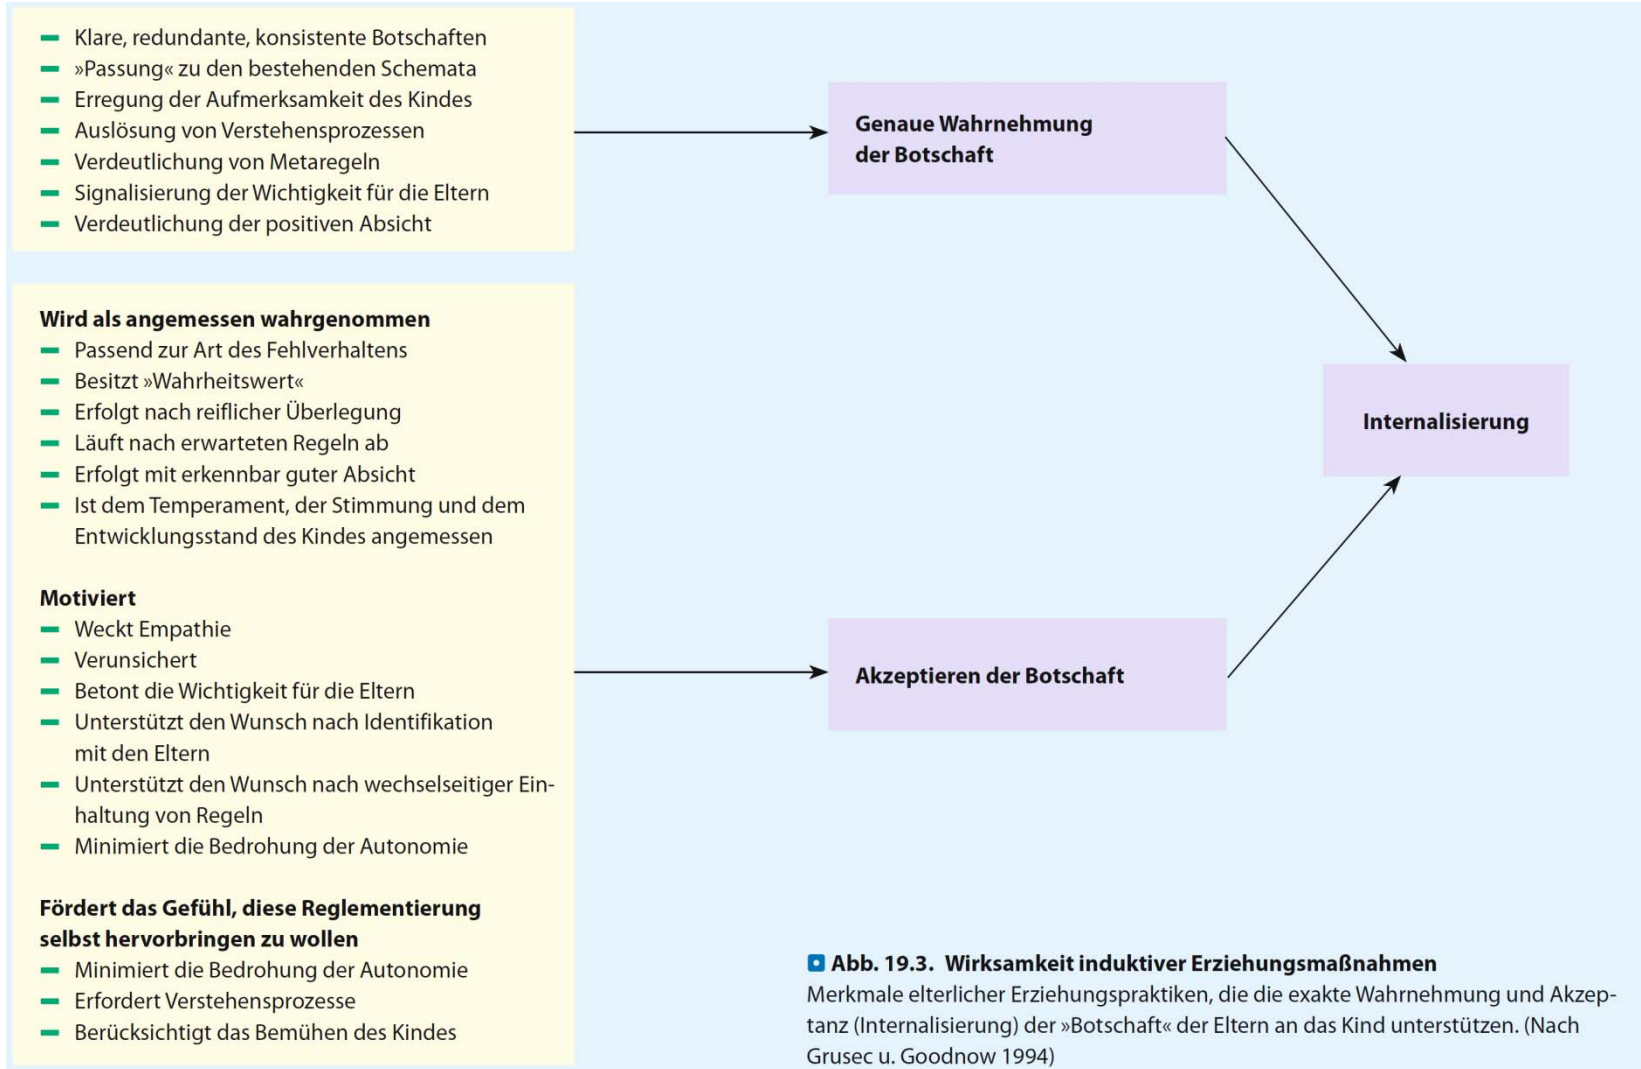 Klare, redundante, konsistente Botschaften
»Passung« zu den bestehenden Schemata
Erregung der Aufmerksamkeit des Kindes
Auslösung von Verstehensprozessen
Verdeutlichung von Metaregeln
Signalisierung der Wichtigkeit für die Eltern
Verdeutlichung der positiven Absicht
Genaue Wahrnehmung
der Botschaft
Wird als angemessen wahrgenommen
Passend zur Art des Fehlverhaltens
Besitzt »Wahrheitswert«
Erfolgt nach reiflicher Überlegung
Läuft nach erwarteten Regeln ab
Erfolgt mit erkennbar guter Absicht
Ist dem Temperament, der Stimmung und dem
Entwicklungsstand des Kindes angemessen
Motiviert
Weckt Empathie
Verunsichert
Betont die Wichtigkeit für die Eltern
Unterstützt den Wunsch nach Identifikation
mit den Eltern
Unterstützt den Wunsch nach wechselseitiger Ein-
haltung von Regeln
Minimiert die Bedrohung der Autonomie
Fördert das Gefühl, diese Reglementierung
selbst hervorbringen zu wollen
Minimiert die Bedrohung der Autonomie
Erfordert Verstehensprozesse
Berücksichtigt das Bemühen des Kindes
Akzeptieren der Botschaft
Internalisierung
Abb. 19.3. Wirksamkeit induktiver Erziehungsmaßnahmen
Merkmale elterlicher Erziehungspraktiken, die die exakte Wahrnehmung und Akzep-
tanz (Internalisierung) der »Botschaft« der Eltern an das Kind unterstützen. (Nach
Grusec u. Goodnow 1994)